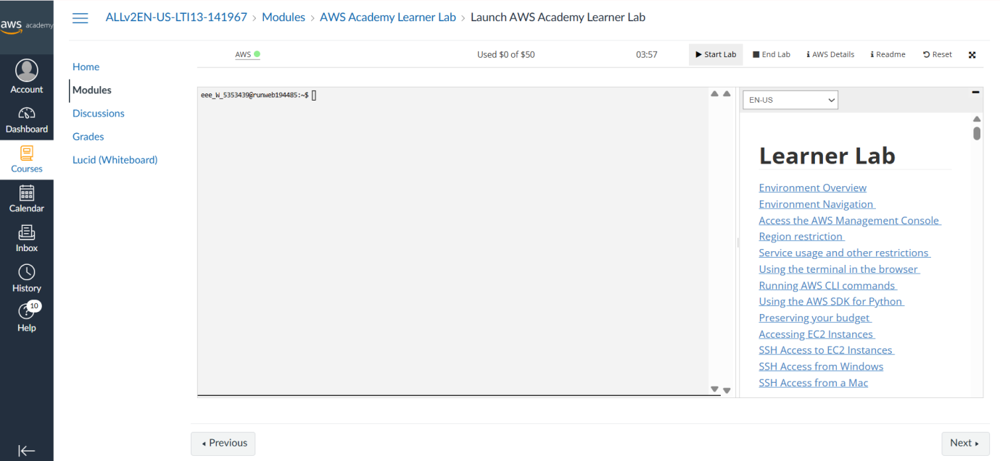 aws academy
ALLv2EN-US-LTI13-141967 › Modules › AWS Academy Learner Lab › Launch AWS Academy Learner Lab
Account
Dashboard
Courses
Calendar
Inbox
History
10
Help
Home
Modules
Discussions
Grades
Lucid (Whiteboard)
AWS
Used $0 of $50
03:57
Start Lab
End Lab
AWS Details
Readme
Reset
eee_W_5353439@runweb194485:~$
EN-US
Learner Lab
Environment Overview
Environment Navigation
Access the AWS Management Console
Region restriction
Service usage and other restrictions
Using the terminal in the browser
Running AWS CLI commands
Using the AWS SDK for Python
Preserving your budget
Accessing EC2 Instances
SSH Access to EC2 Instances
SSH Access from Windows
SSH Access from a Mac
Previous
Next